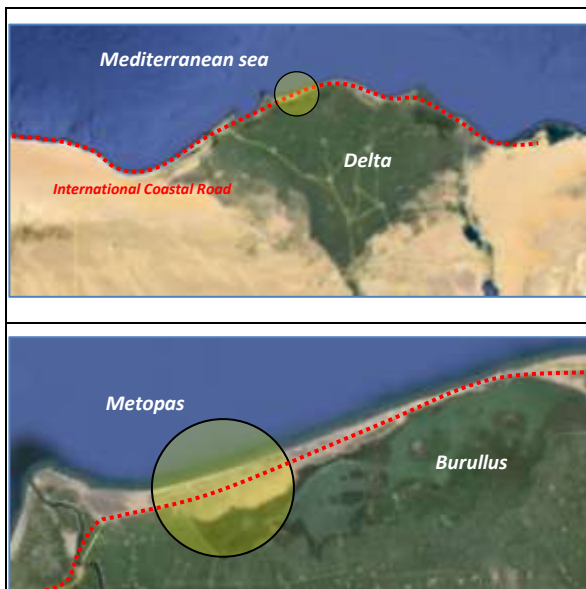 Mediterranean sea
Delta
International Coastal Road
Metopas
Burullus